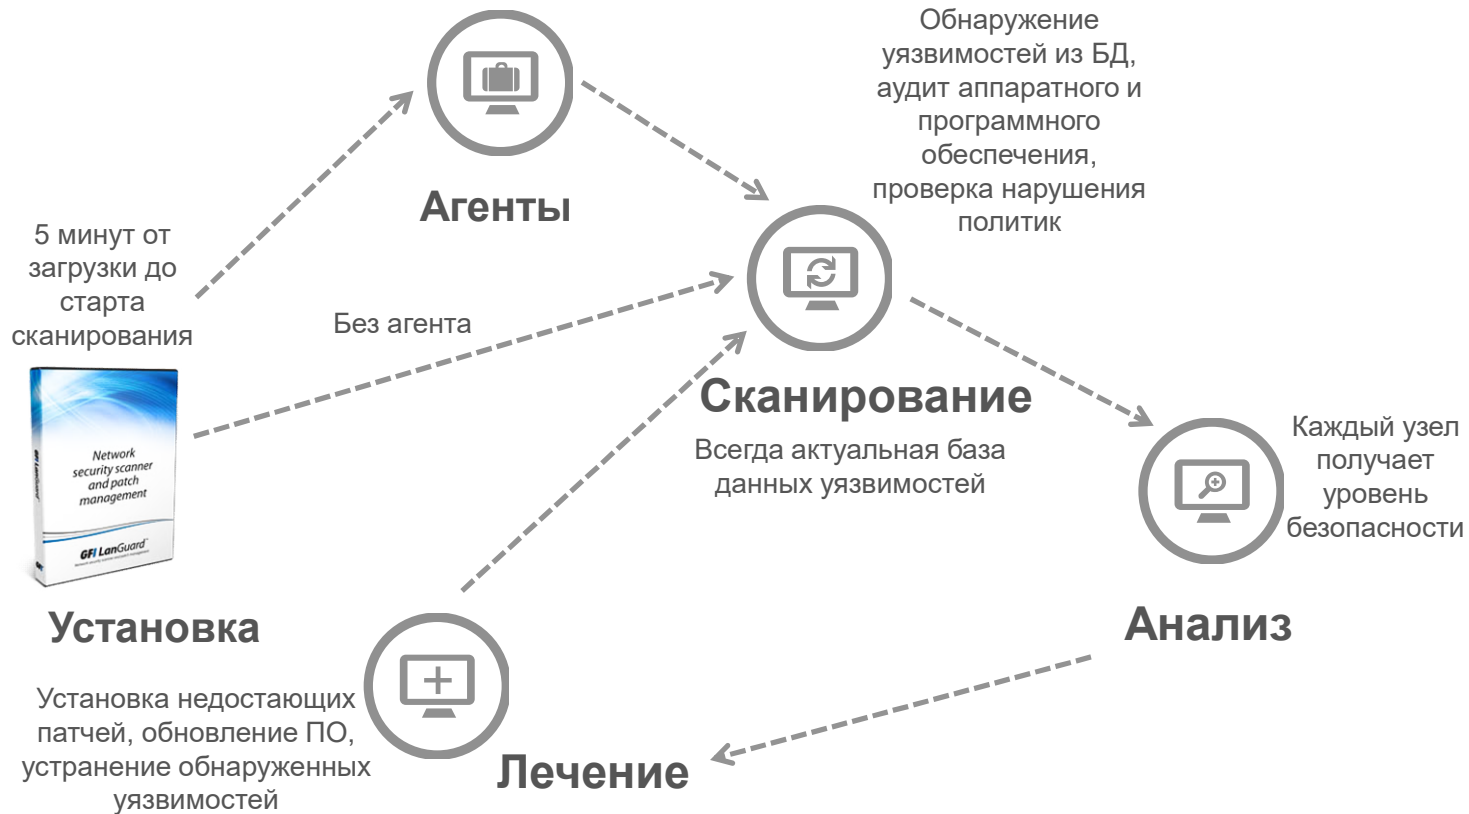 Обнаружение
уязвимостей из БД,
аудит аппаратного и
программного
обеспечения,
проверка нарушения
политик
Агенты
5 минут от
загрузки до
старта
сканирования
Без агента
Сканирование
Всегда актуальная база
данных уязвимостей
Каждый узел
получает
уровень
безопасности
Network
security scanner
and patch
management
GFI LanGuard
Установка
Анализ
Установка недостающих
патчей, обновление ПО,
устранение обнаруженных
уязвимостей
Лечение